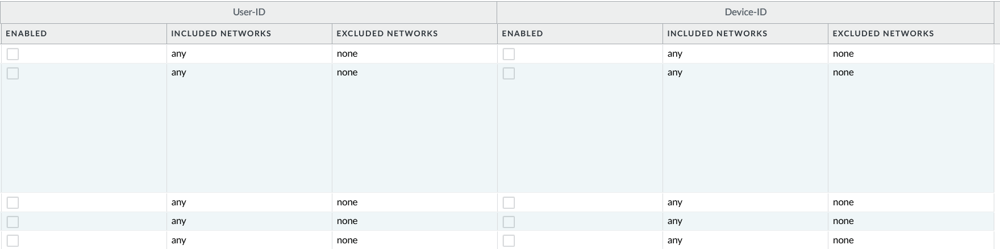 User-ID Device-ID
ENABLED INCLUDED NETWORKS EXCLUDED NETWORKS ENABLED INCLUDED NETWORKS EXCLUDED NETWORKS
any none any none
any none any none
any none any none
any none any none
any none any none